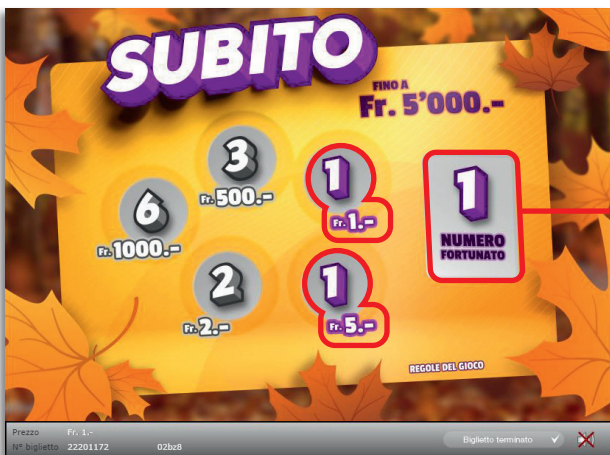 SUBITO
FINO A
Fr. 5'000.-
3
Fr. 500.-
1
Fr. 1.-
6
Fr. 1000.-
1
NUMERO
FORTUNATO
2
Fr. 2.-
1
Fr. 5.-
REGOLE DEL GIOCO
Prezzo Fr. 1.-
N° biglietto 22201172 02bz8
Biglietto terminato